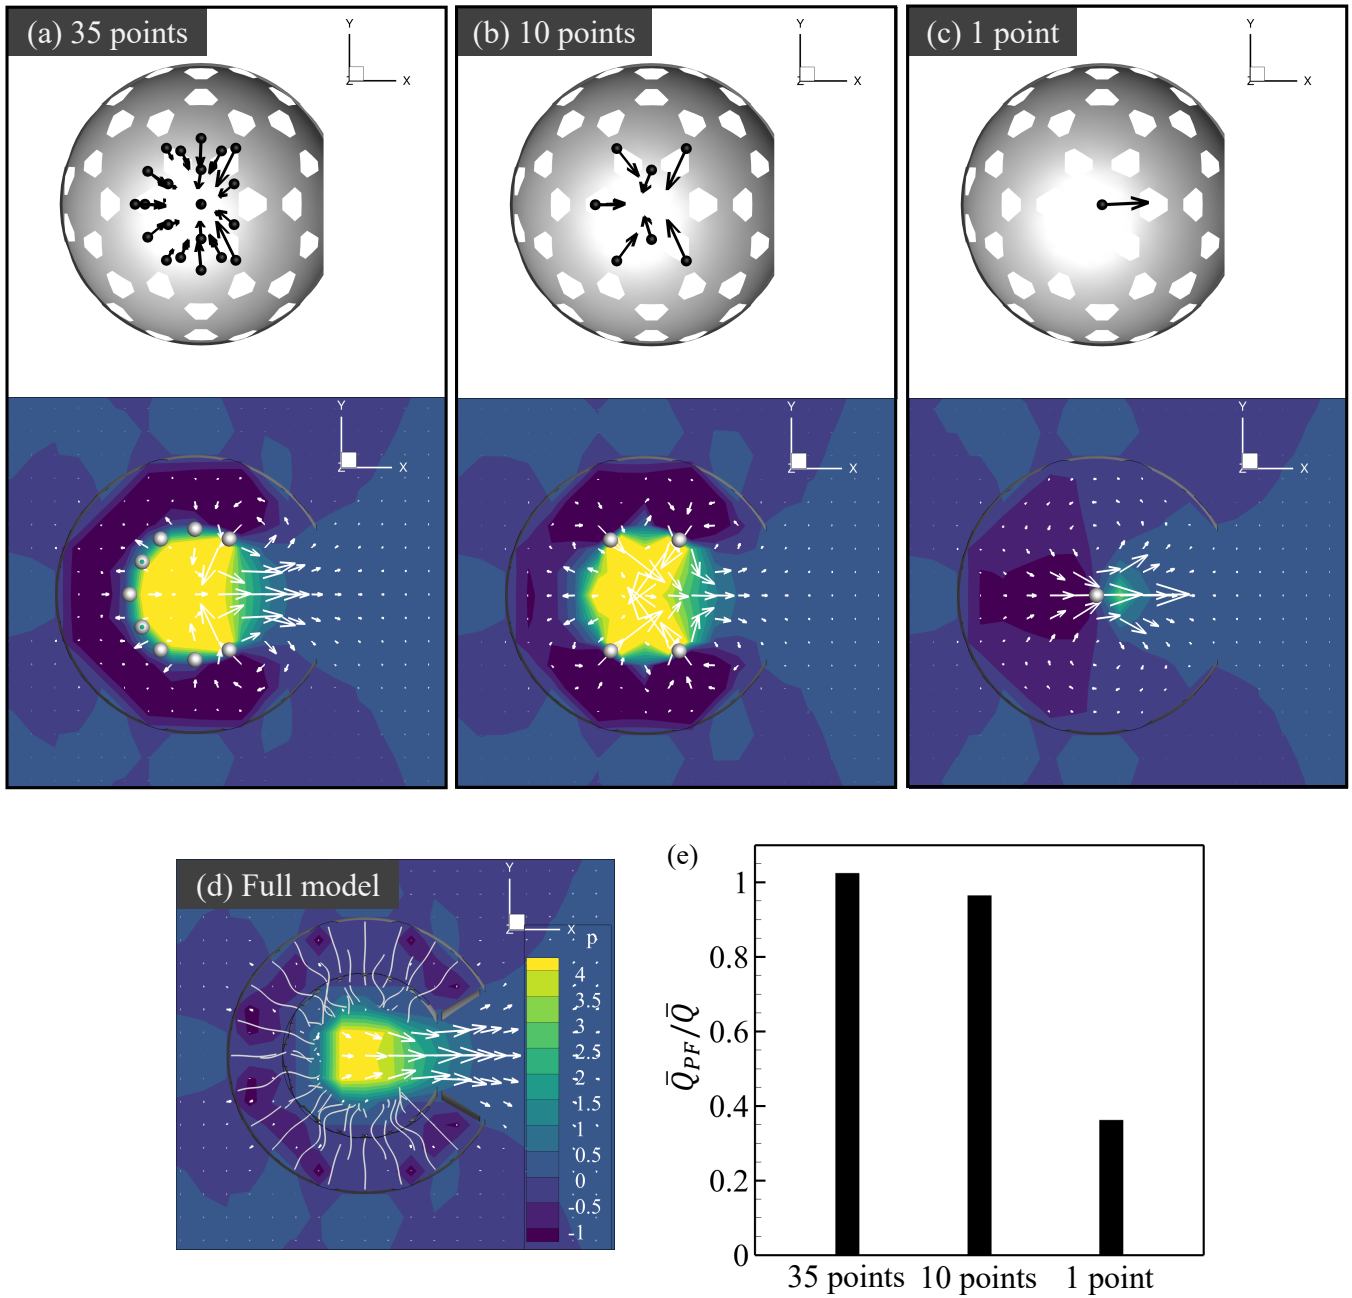 (a) 35 points
Y
Z X
(b) 10 points
Y
Z X
(c) 1 point
Y
Z X
Y
Z X
Y
Z X
Y
Z X
(d) Full model
Y
Z X
p
4
3.5
3
2.5
2
1.5
1
0.5
0
-0.5
-1
(e)
Q̄_PF/Q̄
1
0.8
0.6
0.4
0.2
0
35 points 10 points 1 point